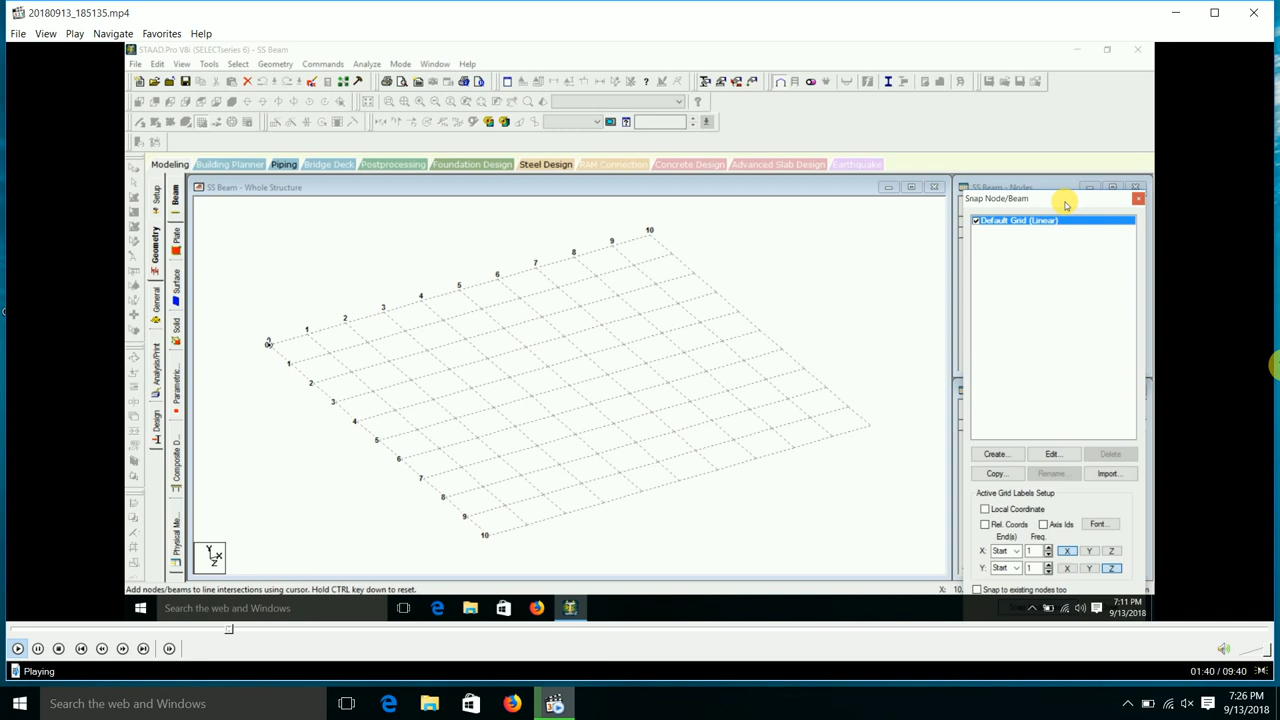 20180913_185135.mp4
File View Play Navigate Favorites Help
STAAD.Pro V8i (SELECTseries 6) - SS Beam
File Edit View Tools Select Geometry Commands Analyze Mode Window Help
Modeling Building Planner Piping Bridge Deck Postprocessing Foundation Design Steel Design RAM Connection Concrete Design Advanced Slab Design Earthquake
Setup
Geometry
General
Analysis/Print
Design
Beam
Plate
Surface
Solid
Parametric...
Composite D...
Physical Me...
SS Beam - Whole Structure
SS Beam - Nodes
Snap Node/Beam
Default Grid (Linear)
10
9
8
7
6
5
4
3
2
1
0
1
2
3
4
5
6
7
8
9
10
Y
X
Z
Create... Edit... Delete
Copy... Rename... Import...
Active Grid Labels Setup
Local Coordinate
Rel. Coords Axis Ids Font...
End(s) Freq.
X: Start 1 X Y Z
Y: Start 1 X Y Z
Snap to existing nodes too
Add nodes/beams to line intersections using cursor. Hold CTRL key down to reset.
Search the web and Windows
7:11 PM
9/13/2018
Playing
01:40 / 09:40
Search the web and Windows
7:26 PM
9/13/2018